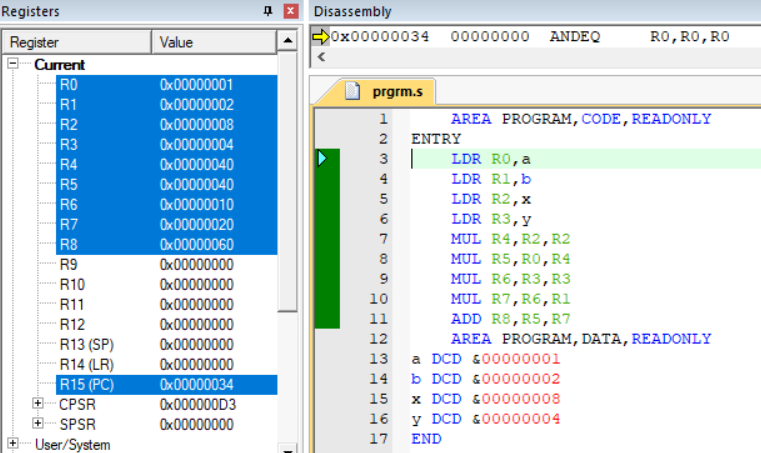 Registers
Register Value
Current
R0 0x00000001
R1 0x00000002
R2 0x00000008
R3 0x00000004
R4 0x00000040
R5 0x00000040
R6 0x00000010
R7 0x00000020
R8 0x00000060
R9 0x00000000
R10 0x00000000
R11 0x00000000
R12 0x00000000
R13 (SP) 0x00000000
R14 (LR) 0x00000000
R15 (PC) 0x00000034
CPSR 0x000000D3
SPSR 0x00000000
User/System
Disassembly
0x00000034 00000000 ANDEQ R0,R0,R0
prgrm.s
1 AREA PROGRAM,CODE,READONLY
2 ENTRY
3 LDR R0,a
4 LDR R1,b
5 LDR R2,x
6 LDR R3,y
7 MUL R4,R2,R2
8 MUL R5,R0,R4
9 MUL R6,R3,R3
10 MUL R7,R6,R1
11 ADD R8,R5,R7
12 AREA PROGRAM,DATA,READONLY
13 a DCD &00000001
14 b DCD &00000002
15 x DCD &00000008
16 y DCD &00000004
17 END